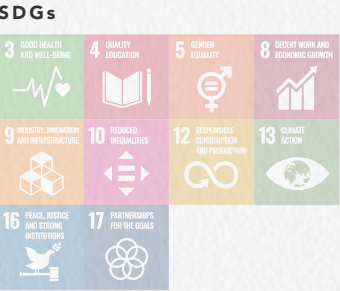 SDGs
3 GOOD HEALTH
AND WELL-BEING
4 QUALITY
EDUCATION
5 GENDER
EQUALITY
8 DECENT WORK AND
ECONOMIC GROWTH
9 INDUSTRY, INNOVATION
AND INFRASTRUCTURE
10 REDUCED
INEQUALITIES
12 RESPONSIBLE
CONSUMPTION
AND PRODUCTION
13 CLIMATE
ACTION
16 PEACE, JUSTICE
AND STRONG
INSTITUTIONS
17 PARTNERSHIPS
FOR THE GOALS